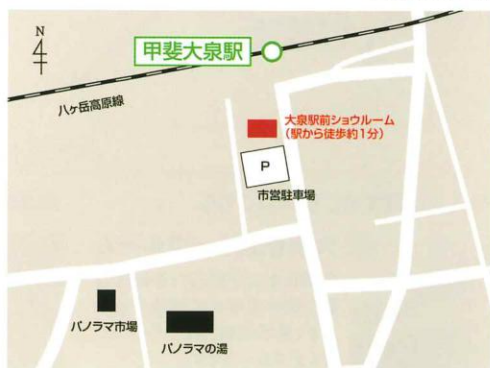 N
甲斐大泉駅
八ヶ岳高原線
大泉駅前ショウルーム
(駅から徒歩約1分)
P
市営駐車場
パノラマ市場
パノラマの湯